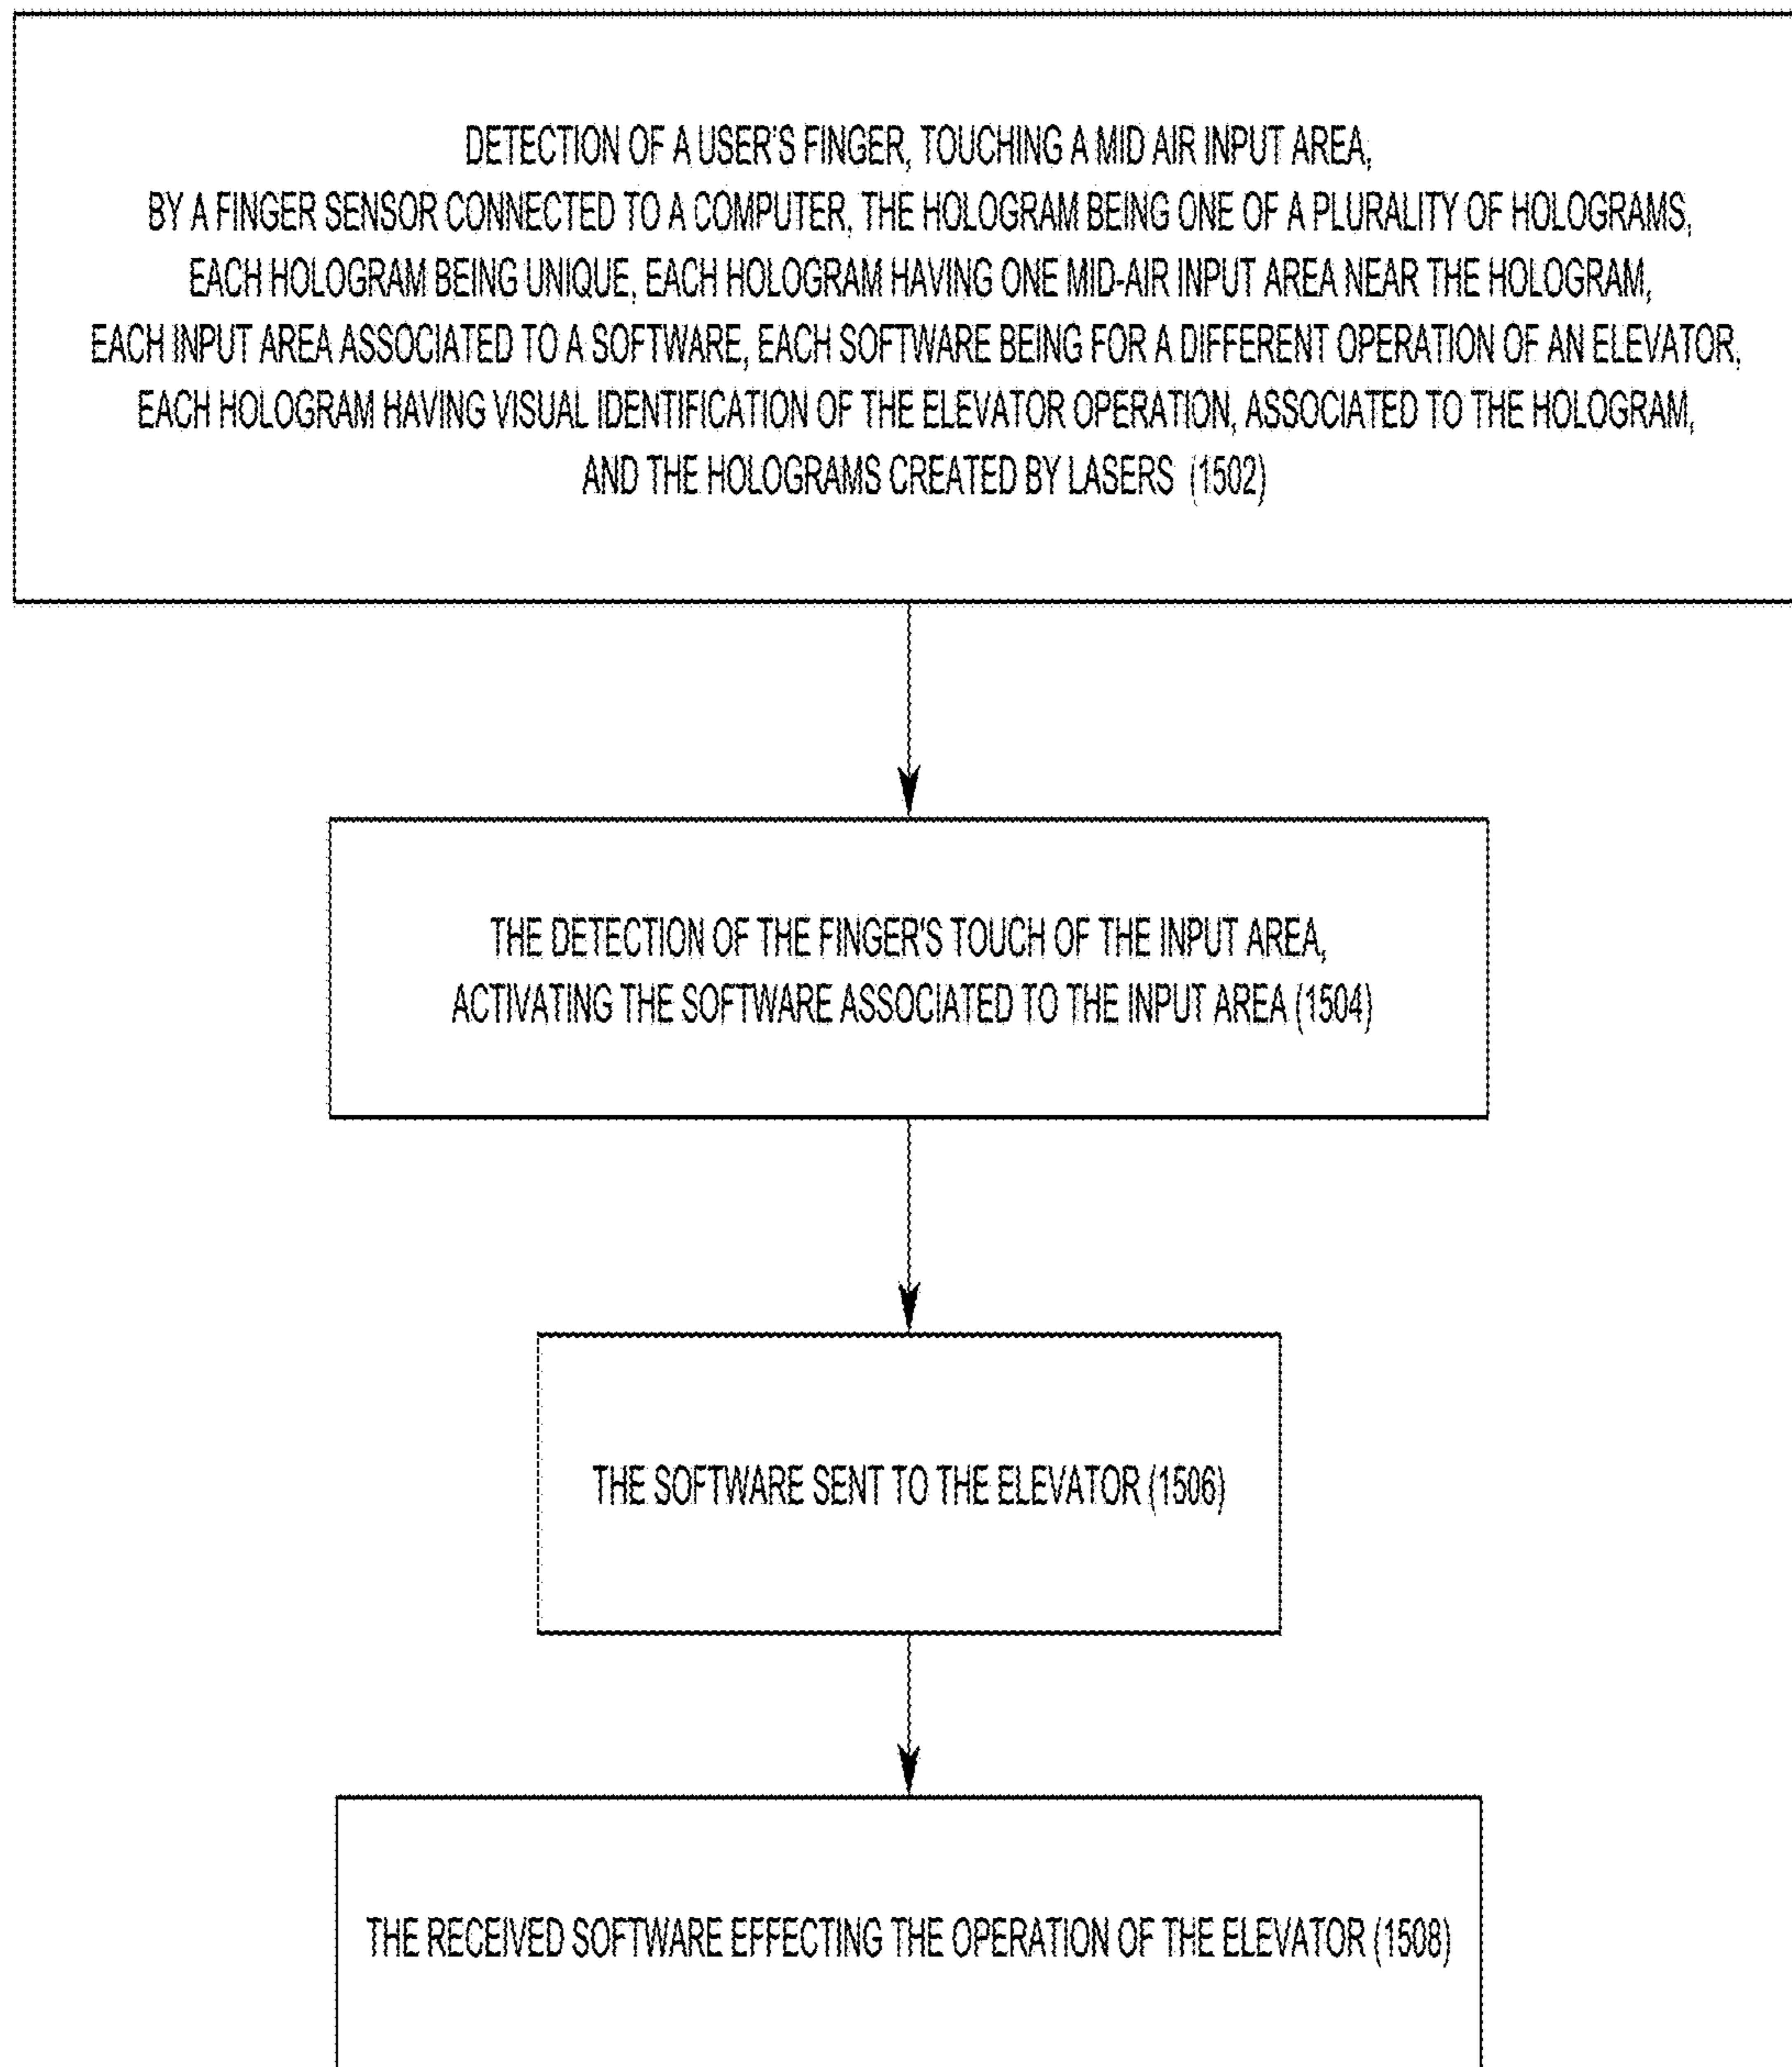 DETECTION OF A USER'S FINGER, TOUCHING A MID AIR INPUT AREA,
BY A FINGER SENSOR CONNECTED TO A COMPUTER, THE HOLOGRAM BEING ONE OF A PLURALITY OF HOLOGRAMS,
EACH HOLOGRAM BEING UNIQUE, EACH HOLOGRAM HAVING ONE MID-AIR INPUT AREA NEAR THE HOLOGRAM,
EACH INPUT AREA ASSOCIATED TO A SOFTWARE, EACH SOFTWARE BEING FOR A DIFFERENT OPERATION OF AN ELEVATOR,
EACH HOLOGRAM HAVING VISUAL IDENTIFICATION OF THE ELEVATOR OPERATION, ASSOCIATED TO THE HOLOGRAM,
AND THE HOLOGRAMS CREATED BY LASERS (1502)
THE DETECTION OF THE FINGER'S TOUCH OF THE INPUT AREA,
ACTIVATING THE SOFTWARE ASSOCIATED TO THE INPUT AREA (1504)
THE SOFTWARE SENT TO THE ELEVATOR (1506)
THE RECEIVED SOFTWARE EFFECTING THE OPERATION OF THE ELEVATOR (1508)